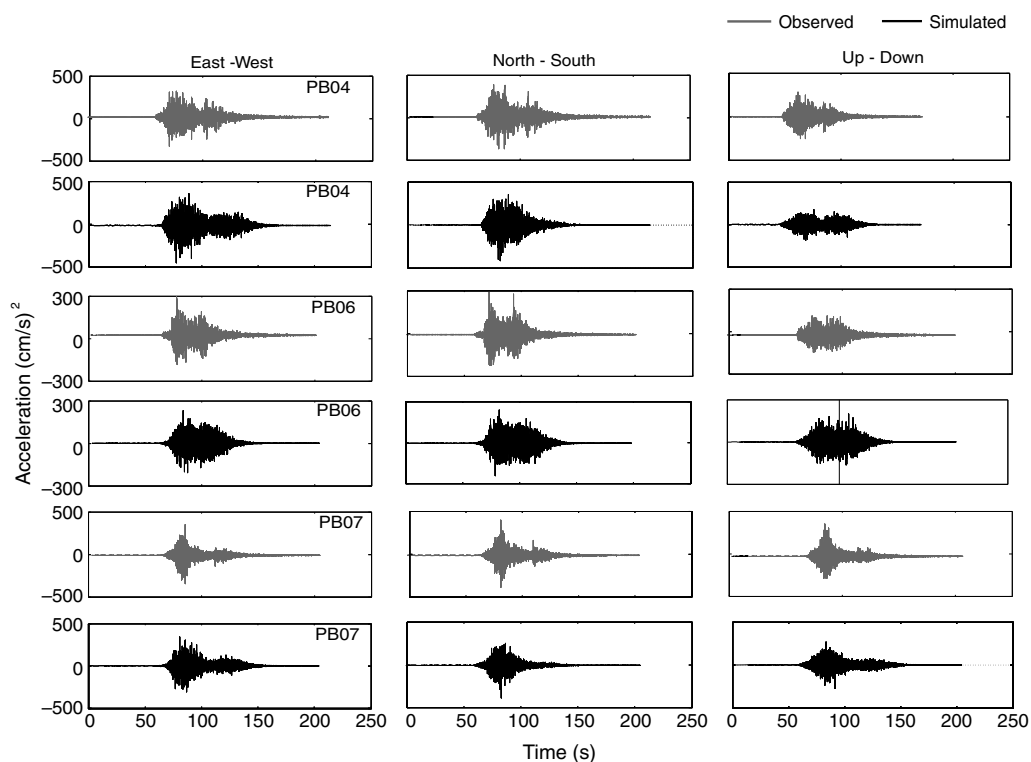 Observed Simulated
East -West North - South Up - Down
Acceleration (cm/s)²
500
PB04
0
–500
500
PB04
0
–500
300
PB06
0
–300
300
PB06
0
–300
500
PB07
0
–500
500
PB07
0
–500
0 50 100 150 200 250 0 50 100 150 200 250 0 50 100 150 200 250
Time (s)